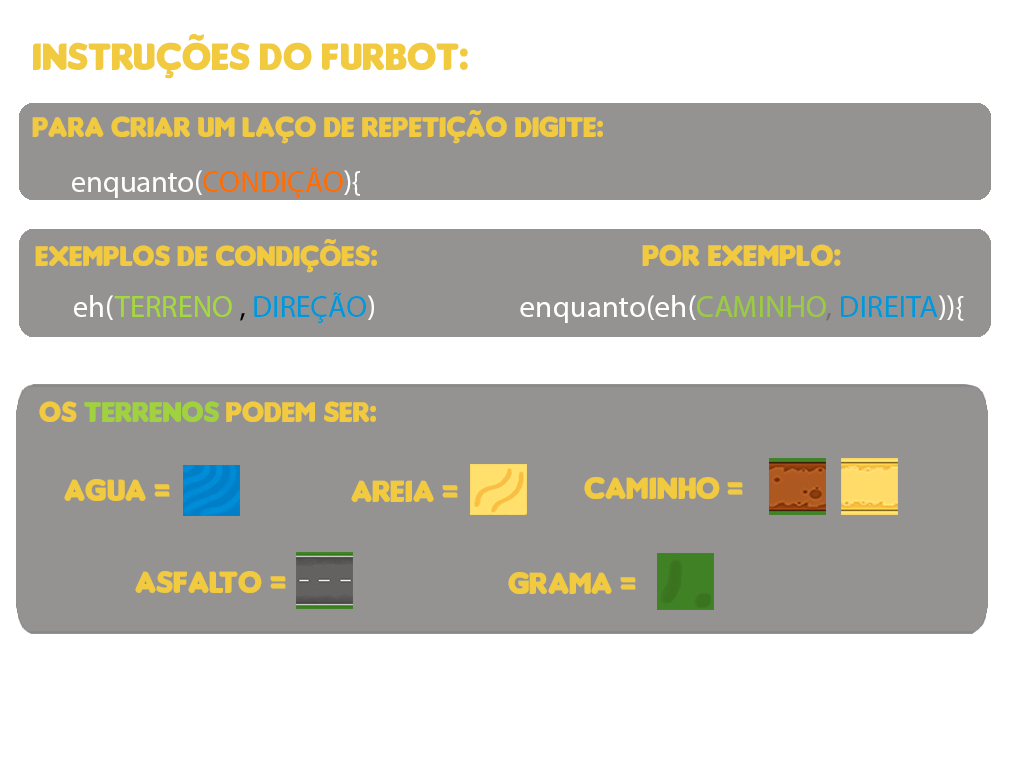 INSTRUÇÕES DO FURBOT:
PARA CRIAR UM LAÇO DE REPETIÇÃO DIGITE:
enquanto(CONDIÇÃO){
EXEMPLOS DE CONDIÇÕES:
eh(TERRENO , DIREÇÃO)
POR EXEMPLO:
enquanto(eh(CAMINHO, DIREITA)){
OS TERRENOS PODEM SER:
AGUA =
AREIA =
CAMINHO =
ASFALTO =
GRAMA =